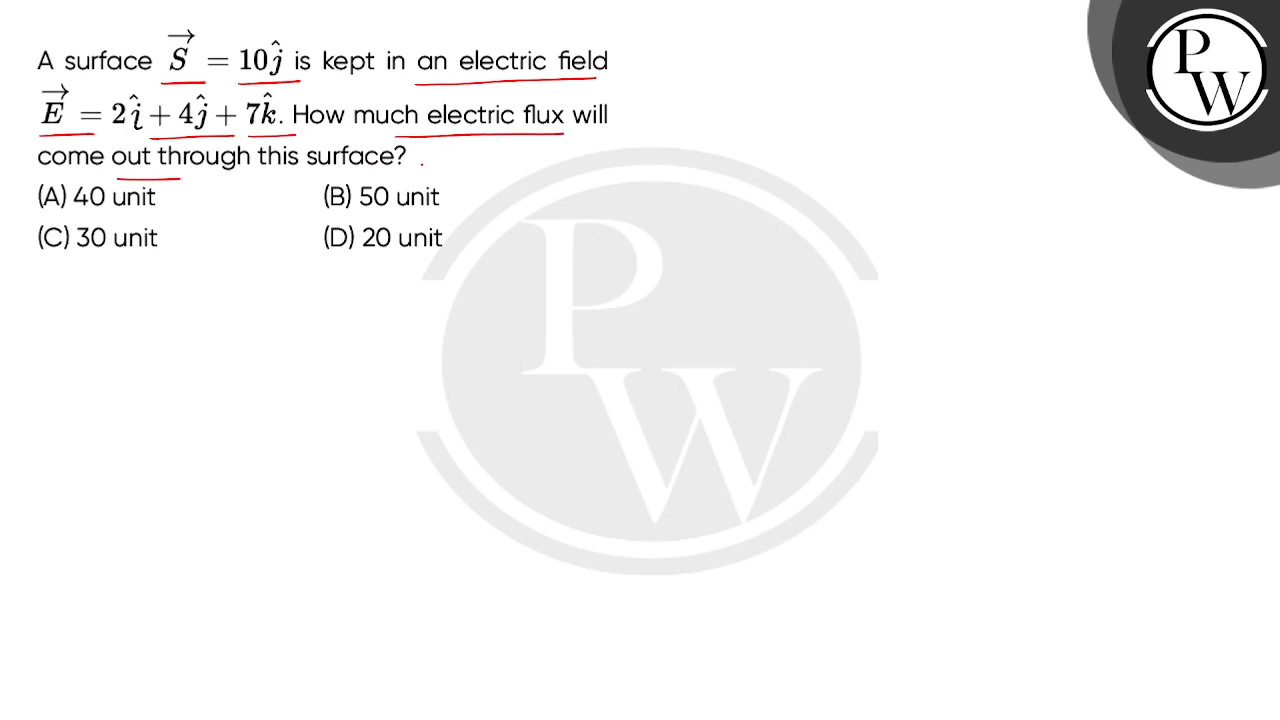 A surface $\vec{S} = 10\hat{j}$ is kept in an electric field
$\vec{E} = 2\hat{i} + 4\hat{j} + 7\hat{k}$. How much electric flux will
come out through this surface?
(A) 40 unit (B) 50 unit
(C) 30 unit (D) 20 unit
P
W
P
W